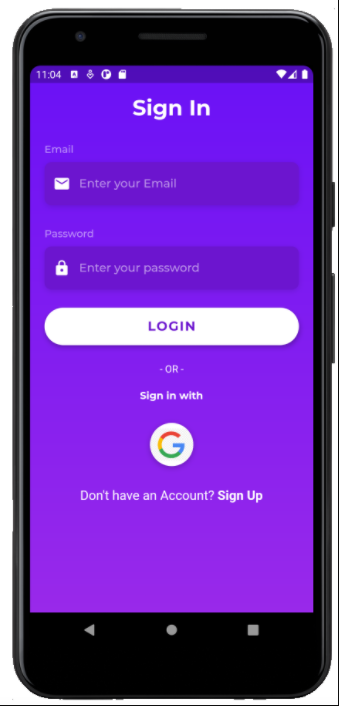 11:04
Sign In
Email
Enter your Email
Password
Enter your password
LOGIN
- OR -
Sign in with
G
Don't have an Account? Sign Up